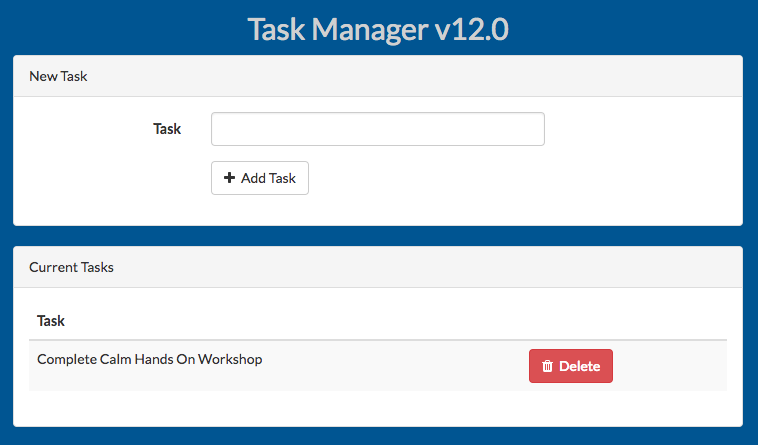 Task Manager v12.0
New Task
Task
Add Task
Current Tasks
Task
Complete Calm Hands On Workshop
Delete